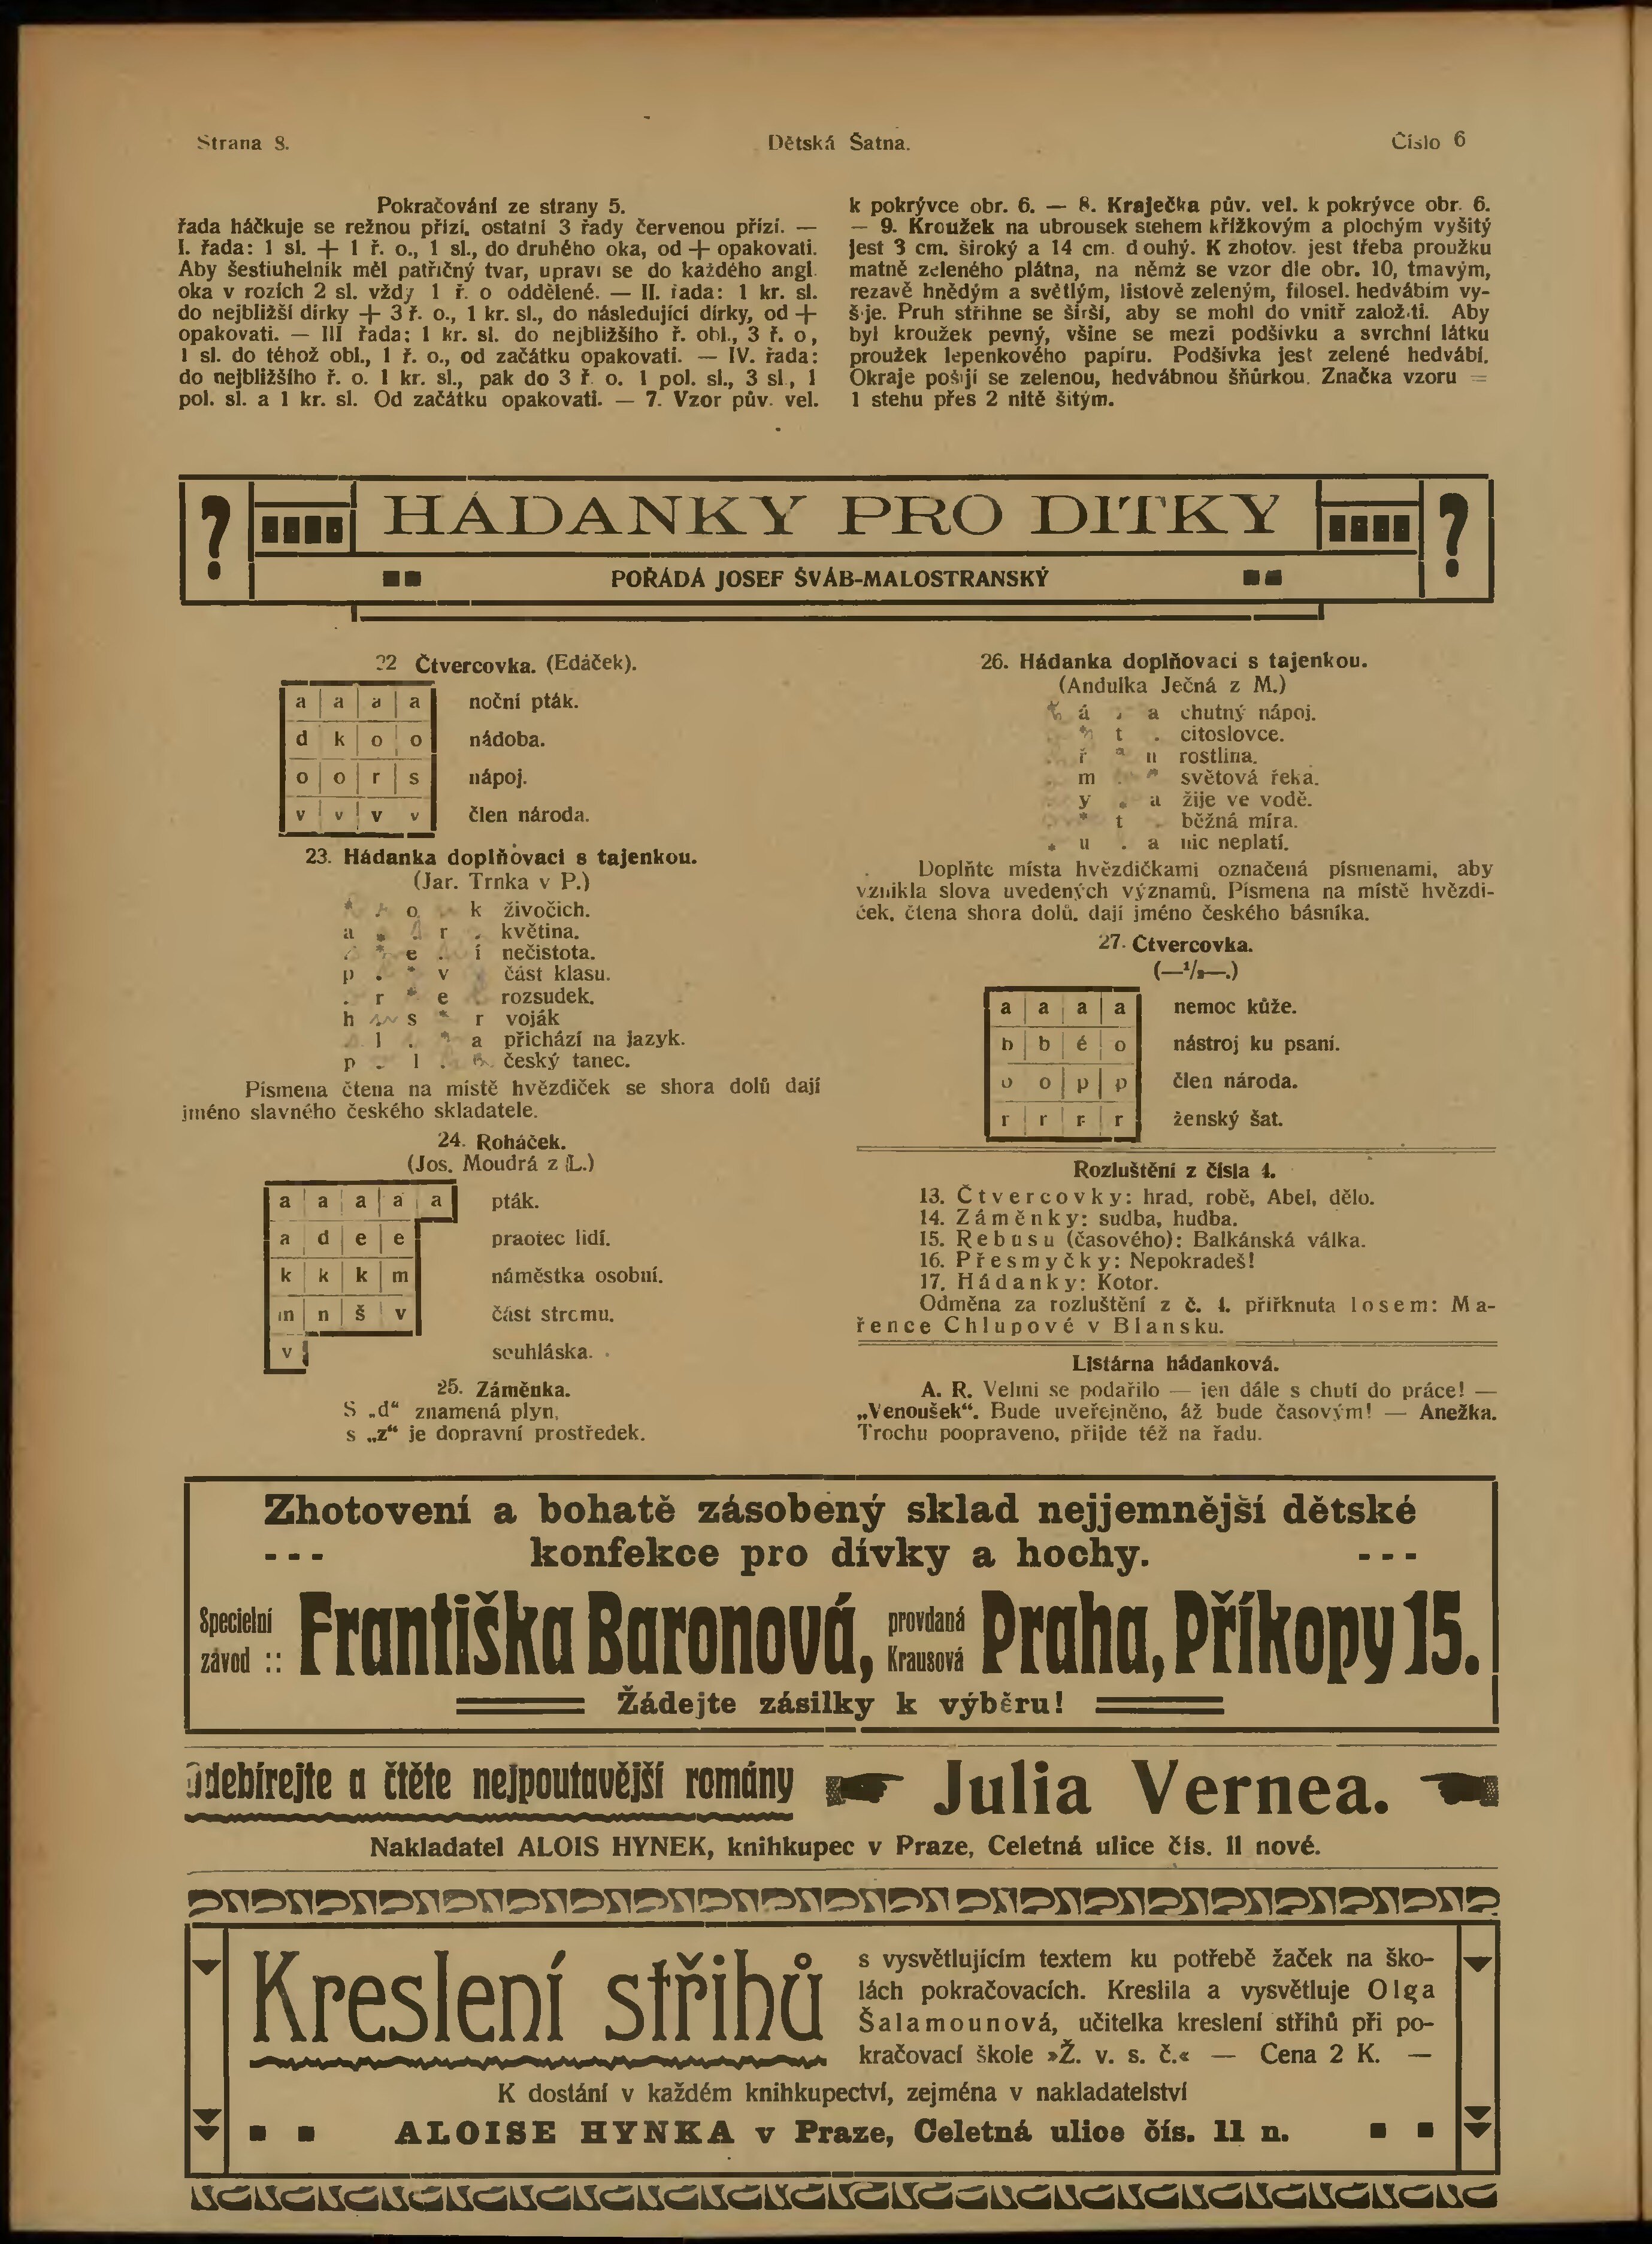 Strana 8.
Dětská Šatna.
Číslo 6
Pokračování ze strany 5.
řada háčkuje se režnou přízí, ostatní 3 řady červenou přízí. —
I. řada: 1 sl. + 1 ř. o., 1 sl., do druhého oka, od + opakovati.
Aby šestiuhelník měl patřičný tvar, upraví se do každého angl.
oka v rozích 2 sl. vždy 1 ř. o oddělené. — II. řada: 1 kr. sl.
do nejbližší dírky + 3 ř. o., 1 kr. sl., do následující dírky, od +
opakovati. — III řada: 1 kr. sl. do nejbližšího ř. obl., 3 ř. o,
1 sl. do téhož obl., 1 ř. o., od začátku opakovati. — IV. řada:
do nejbližšího ř. o. 1 kr. sl., pak do 3 ř. o. 1 pol. sl., 3 sl., 1
pol. sl. a 1 kr. sl. Od začátku opakovati. — 7. Vzor pův. vel.
k pokrývce obr. 6. — 8. Kraječka pův. vel. k pokrývce obr. 6.
— 9. Kroužek na ubrousek stehem křížkovým a plochým vyšitý
jest 3 cm. široký a 14 cm. d ouhý. K zhotov. jest třeba proužku
matně zeleného plátna, na němž se vzor dle obr. 10, tmavým,
rezavě hnědým a světlým, listově zeleným, filosel. hedvábím vy-
šije. Pruh střihne se širší, aby se mohl do vnitř založiti. Aby
byl kroužek pevný, všine se mezi podšívku a svrchní látku
proužek lepenkového papíru. Podšívka jest zelené hedvábí.
Okraje pošijí se zelenou, hedvábnou šňůrkou. Značka vzoru =
1 stehu přes 2 nitě šitým.
? HÁDANKY PRO DITKY ?
POŘÁDÁ JOSEF ŠVÁB-MALOSTRANSKÝ
22 Čtvercovka. (Edáček).
a a a a noční pták.
d k o o nádoba.
o o r s nápoj.
v v v v člen národa.
23. Hádanka doplňovací s tajenkou.
(Jar. Trnka v P.)
* . o . k živočich.
a * . r . květina.
. * e . í nečistota.
p . * v část klasu.
. r * e rozsudek.
h . s * r voják
. l . * a přichází na jazyk.
p . l . * český tanec.
Písmena čtena na místě hvězdiček se shora dolů dají
jméno slavného českého skladatele.
24. Roháček.
(Jos. Moudrá z L.)
a a a a a pták.
a d e e praotec lidí.
k k k m náměstka osobní.
m n š v část stromu.
v souhláska.
25. Záměnka.
S „d“ znamená plyn,
s „z“ je dopravní prostředek.
26. Hádanka doplňovací s tajenkou.
(Andulka Ječná z M.)
* á . a chutný nápoj.
. * t . citoslovce.
. ř * n rostlina.
. m . * světová řeka.
. y * a žije ve vodě.
. * t . běžná míra.
* u . a nic neplatí.
Doplňte místa hvězdičkami označená písmenami, aby
vznikla slova uvedených významů. Písmena na místě hvězdi-
ček, čtena shora dolů, dají jméno českého básníka.
27. Čtvercovka.
(—¹/₂—.)
a a a a nemoc kůže.
b b é o nástroj ku psaní.
o o p p člen národa.
r r r r ženský šat.
Rozluštění z čísla 4.
13. Čtvercovky: hrad, robě, Abel, dělo.
14. Záměnky: sudba, hudba.
15. Rebusu (časového): Balkánská válka.
16. Přesmyčky: Nepokradeš!
17. Hádanky: Kotor.
Odměna za rozluštění z č. 4. přiřknuta losem: Ma-
řence Chlupové v Blansku.
Listárna hádanková.
A. R. Velmi se podařilo — jen dále s chutí do práce! —
„Venoušek“. Bude uveřejněno, áž bude časovým! — Anežka.
Trochu poopraveno, přijde též na řadu.
Zhotovení a bohatě zásobený sklad nejjemnější dětské
--- konfekce pro dívky a hochy. ---
Specielní závod :: Františka Baronová, provdaná Krausová Praha, Příkopy 15.
Žádejte zásilky k výběru!
Odebírejte a čtěte nejpoutavější romány Julia Vernea.
Nakladatel ALOIS HYNEK, knihkupec v Praze, Celetná ulice čís. 11 nové.
Kreslení střihů
s vysvětlujícím textem ku potřebě žaček na ško-
lách pokračovacích. Kreslila a vysvětluje Olga
Šalamounová, učitelka kreslení střihů při po-
kračovací škole »Ž. v. s. č.« — Cena 2 K. —
K dostání v každém knihkupectví, zejména v nakladatelství
ALOISE HYNKA v Praze, Celetná ulice čís. 11 n.